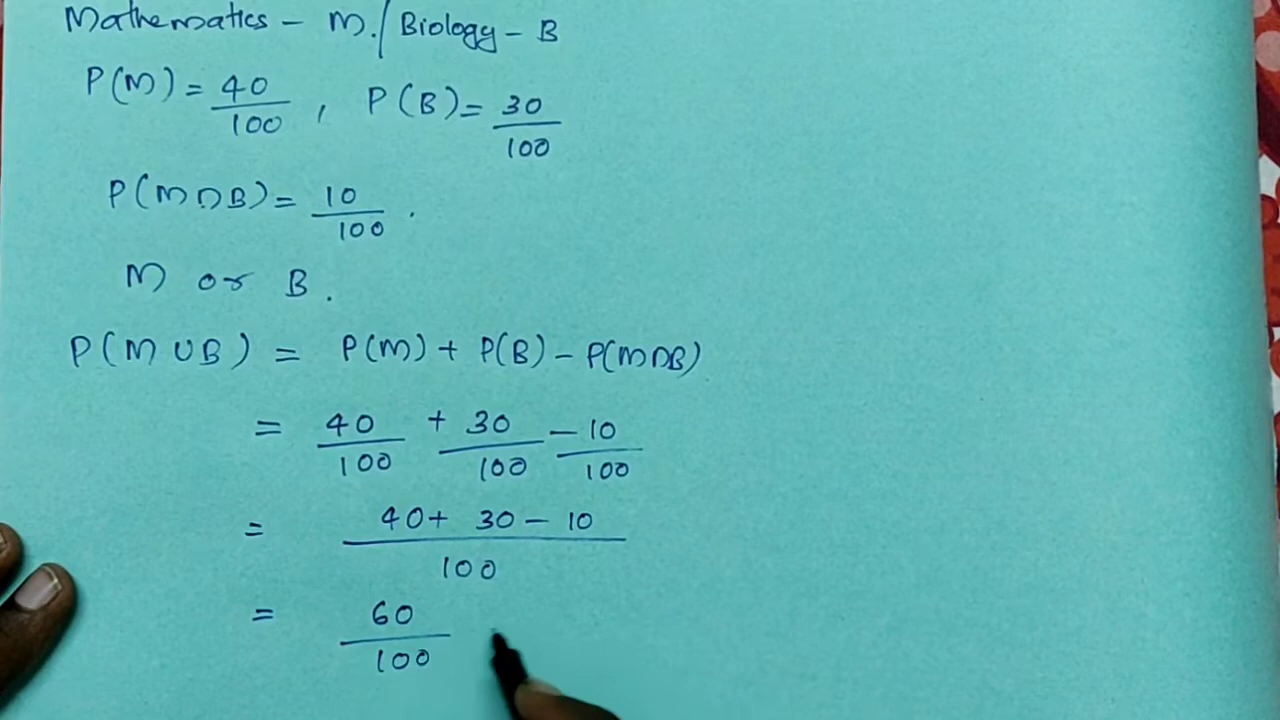 Mathematics - M. / Biology - B
P(M) = 40/100 , P(B) = 30/100
P(M ∩ B) = 10/100 .
M or B .
P(M ∪ B) = P(M) + P(B) - P(M ∩ B)
= 40/100 + 30/100 - 10/100
= 40 + 30 - 10 / 100
= 60/100